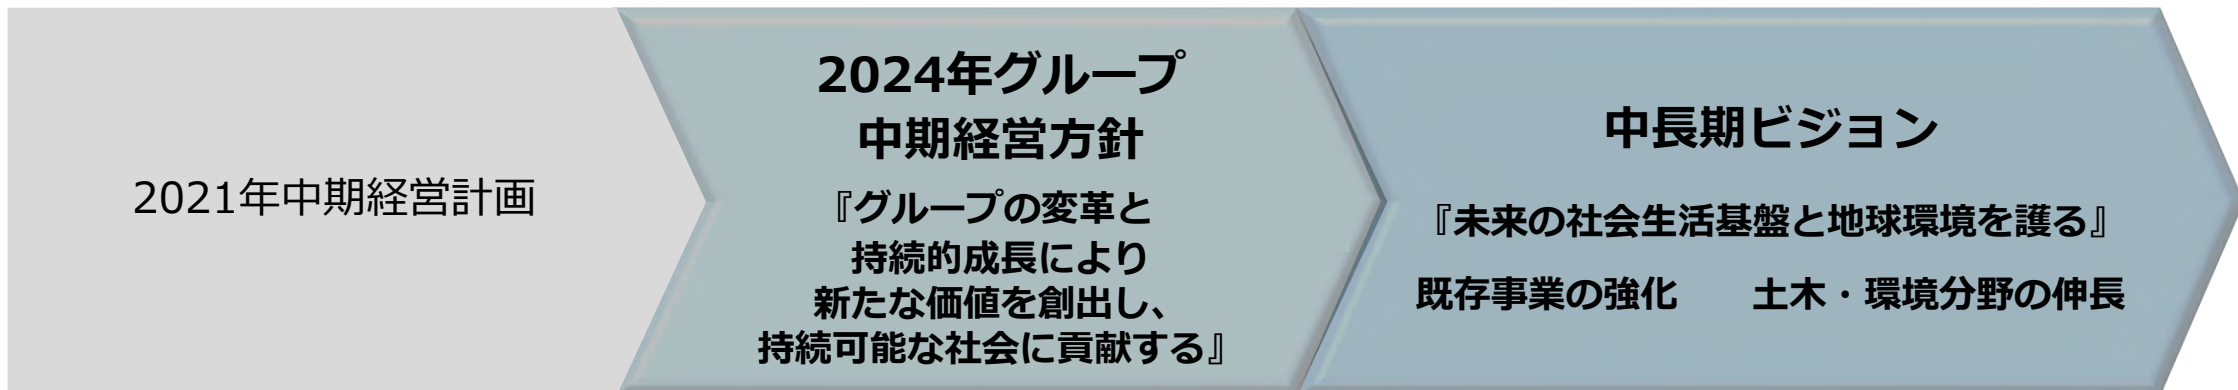 2021年中期経営計画
2024年グループ
中期経営方針
『グループの変革と
持続的成長により
新たな価値を創出し、
持続可能な社会に貢献する』
中長期ビジョン
『未来の社会生活基盤と地球環境を護る』
既存事業の強化　　土木・環境分野の伸長